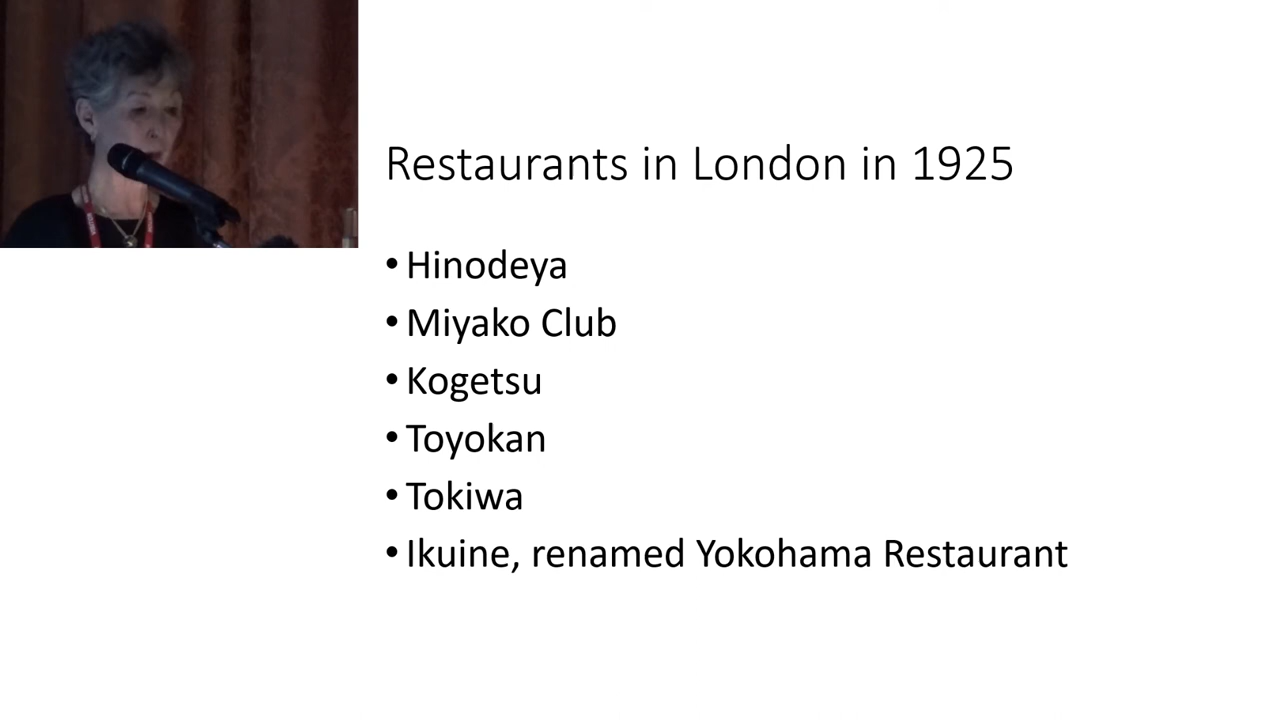 Restaurants in London in 1925
• Hinodeya
• Miyako Club
• Kogetsu
• Toyokan
• Tokiwa
• Ikuine, renamed Yokohama Restaurant